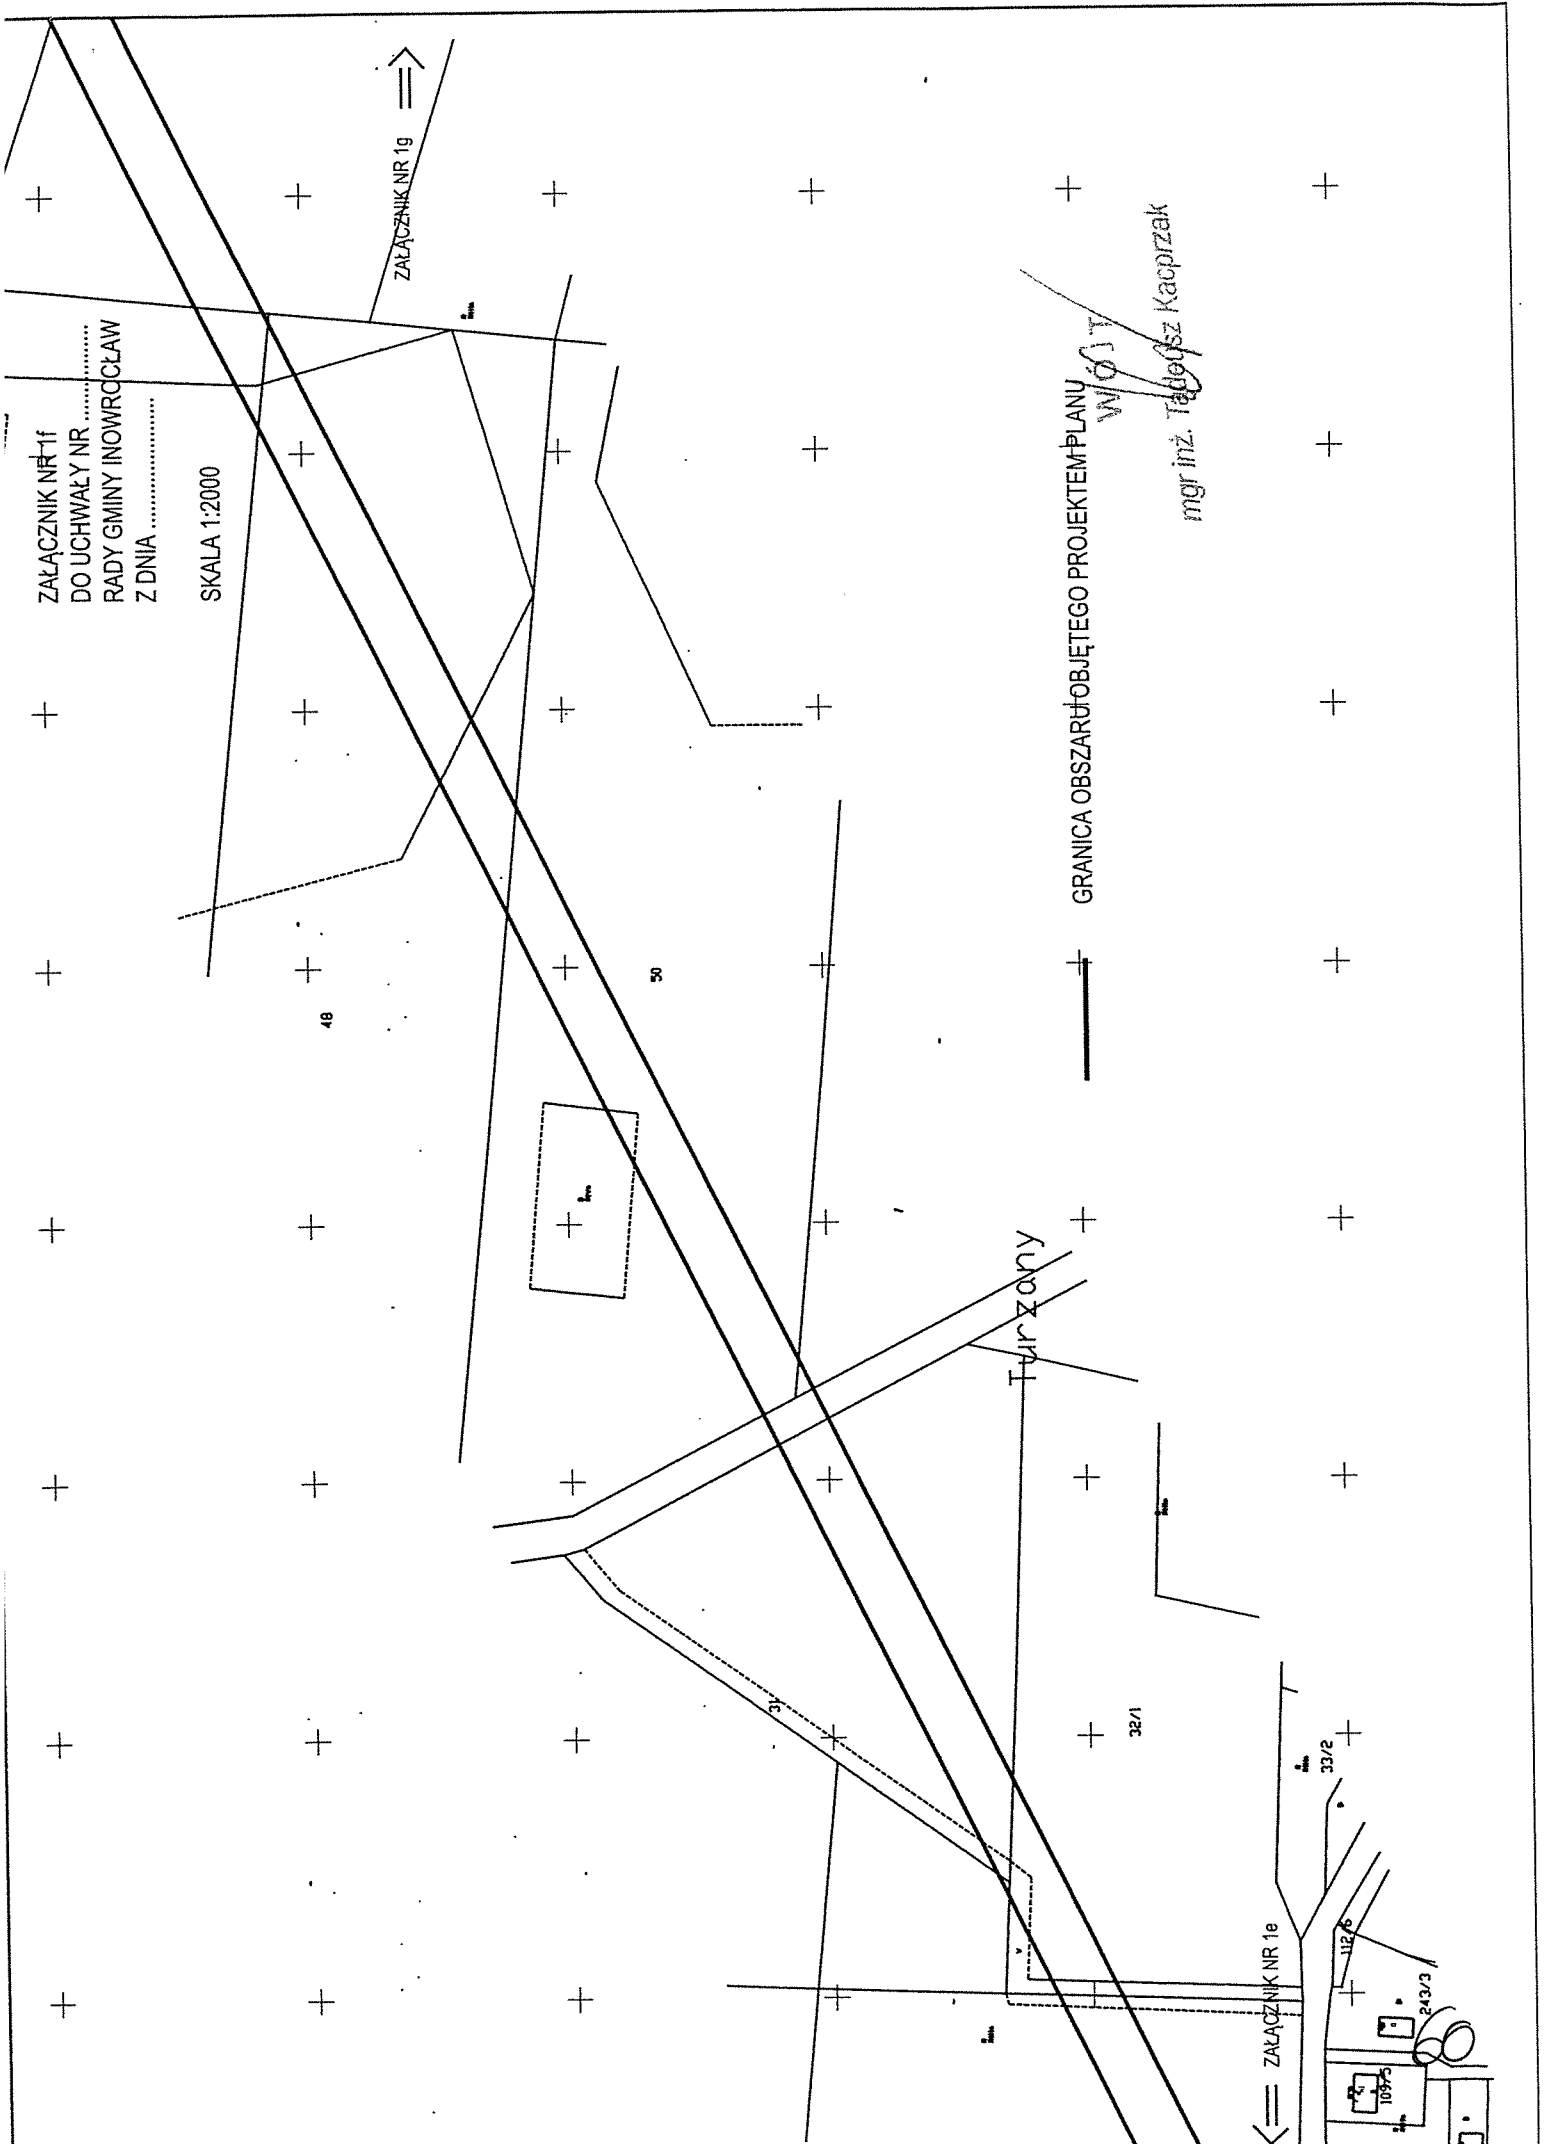 ZAŁĄCZNIK NR 1f
DO UCHWAŁY NR ....................
RADY GMINY INOWROCŁAW
Z DNIA ........................
SKALA 1:2000
ZAŁĄCZNIK NR 1g
48
50
GRANICA OBSZARU OBJĘTEGO PROJEKTEM PLANU
WÓJT
mgr inż. Tadeusz Kacprzak
Turzany
31
32/1
33/2
ZAŁĄCZNIK NR 1e
112/6
243/3
109/5